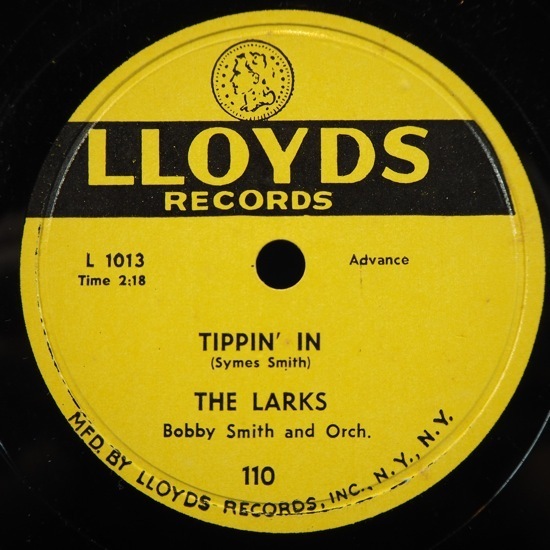 LLOYDS
RECORDS
L 1013
Time 2:18
Advance
TIPPIN' IN
(Symes Smith)
THE LARKS
Bobby Smith and Orch.
110
MFD. BY LLOYDS RECORDS, INC., N. Y., N. Y.